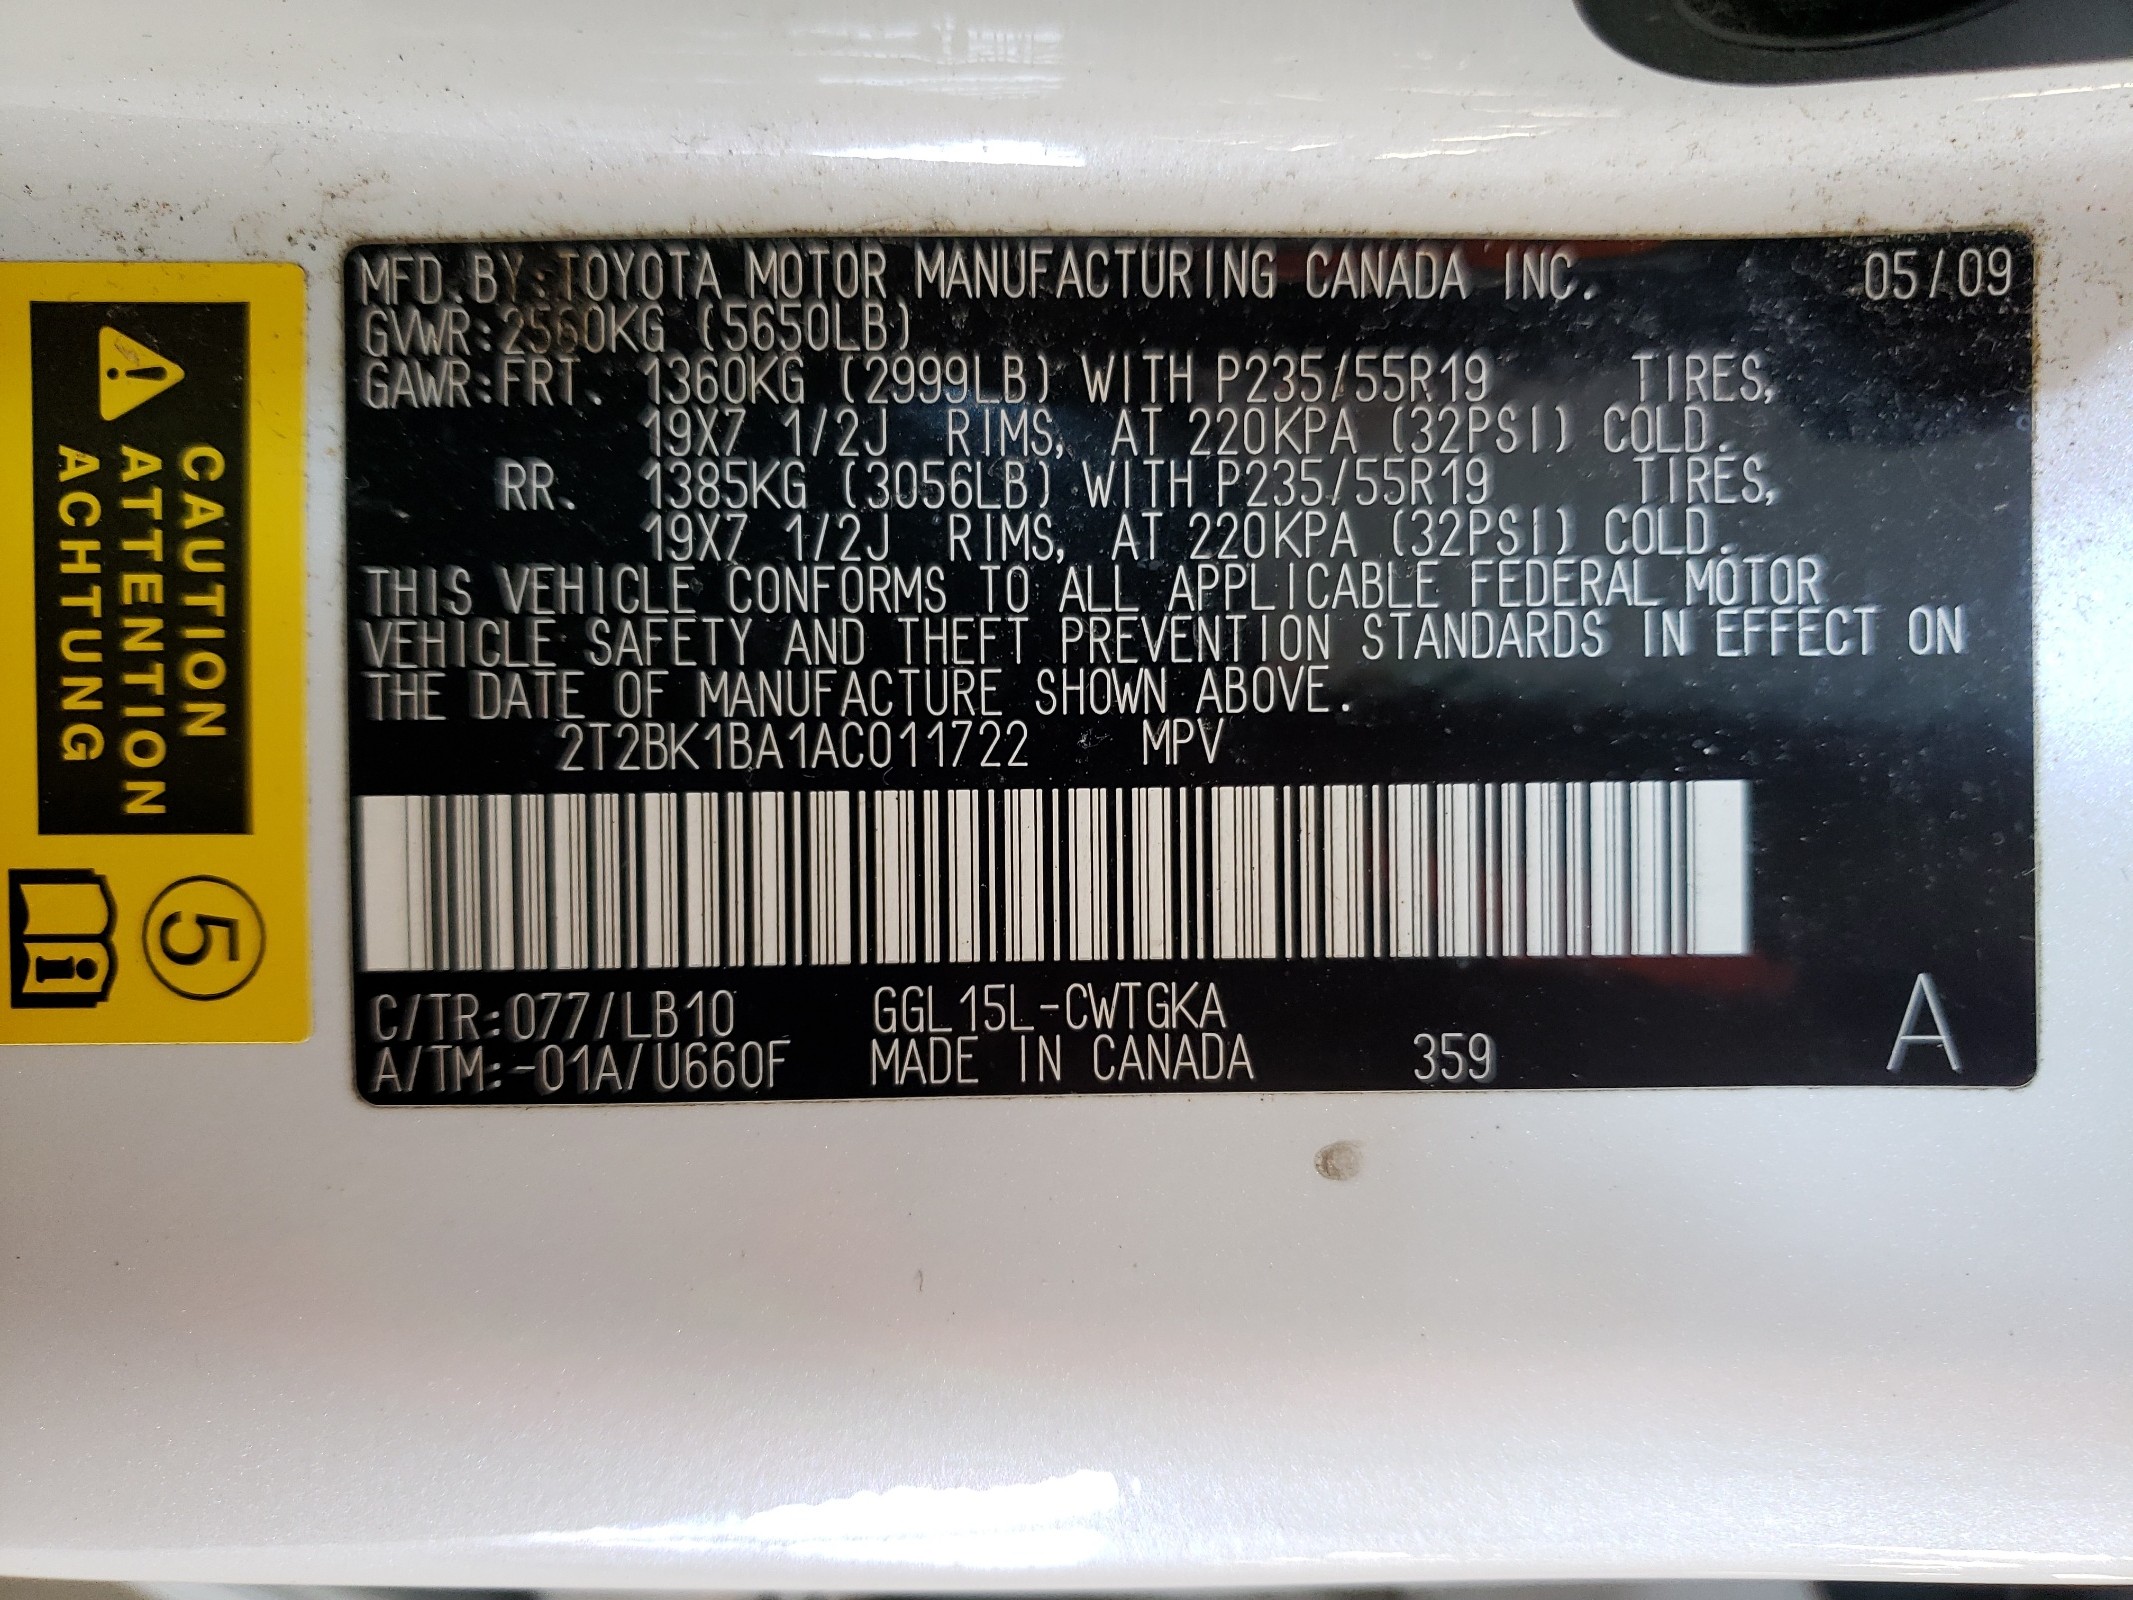 MFD.BY:TOYOTA MOTOR MANUFACTURING CANADA INC. 05/09
GVWR:2560KG (5650LB)
GAWR:FRT. 1360KG (2999LB) WITH P235/55R19 TIRES,
19X7 1/2J RIMS, AT 220KPA (32PSI) COLD.
RR. 1385KG (3056LB) WITH P235/55R19 TIRES,
19X7 1/2J RIMS, AT 220KPA (32PSI) COLD.
THIS VEHICLE CONFORMS TO ALL APPLICABLE FEDERAL MOTOR
VEHICLE SAFETY AND THEFT PREVENTION STANDARDS IN EFFECT ON
THE DATE OF MANUFACTURE SHOWN ABOVE.
2T2BK1BA1AC011722 MPV
C/TR:077/LB10 GGL15L-CWTGKA
A/TM:-01A/U660F MADE IN CANADA 359 A
CAUTION
ATTENTION
ACHTUNG
5
i